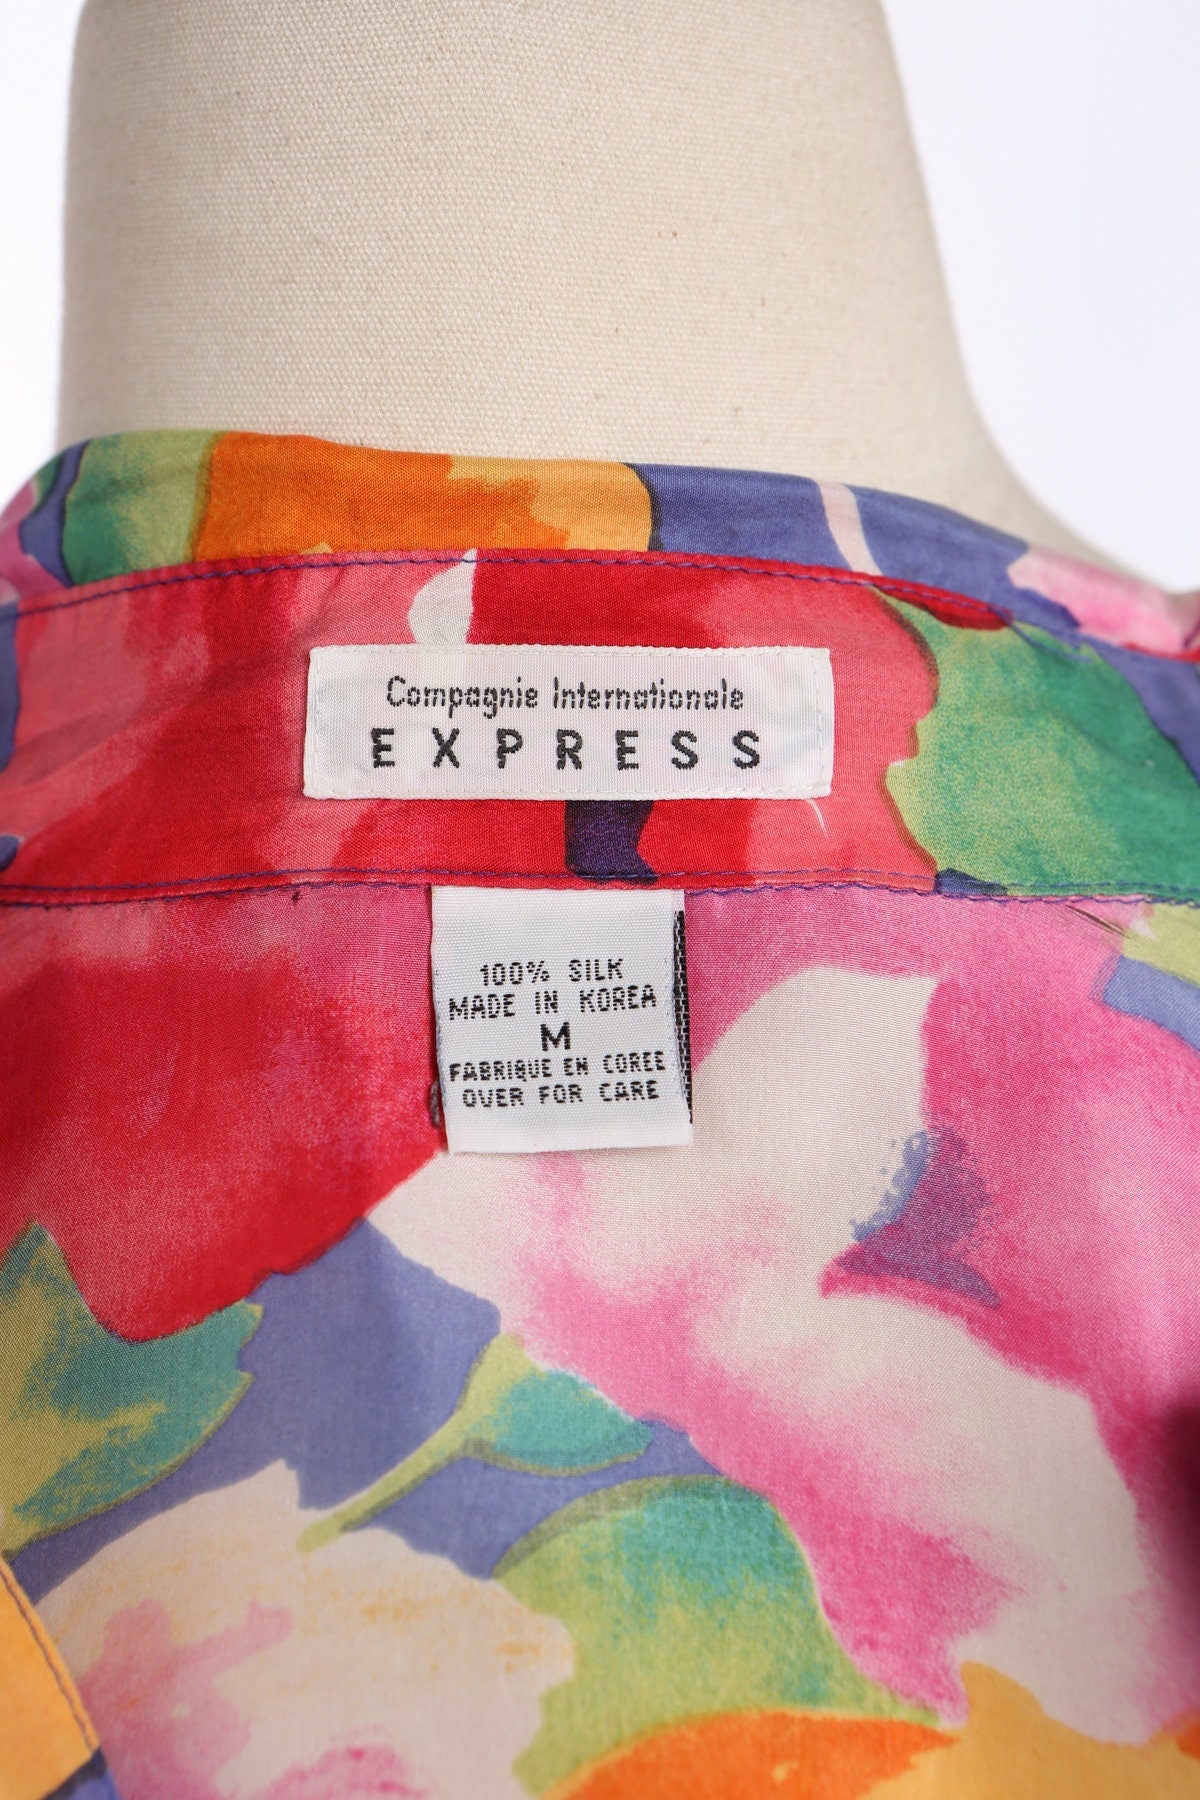 Compagnie Internationale
EXPRESS
100% SILK
MADE IN KOREA
M
FABRIQUE EN COREE
OVER FOR CARE